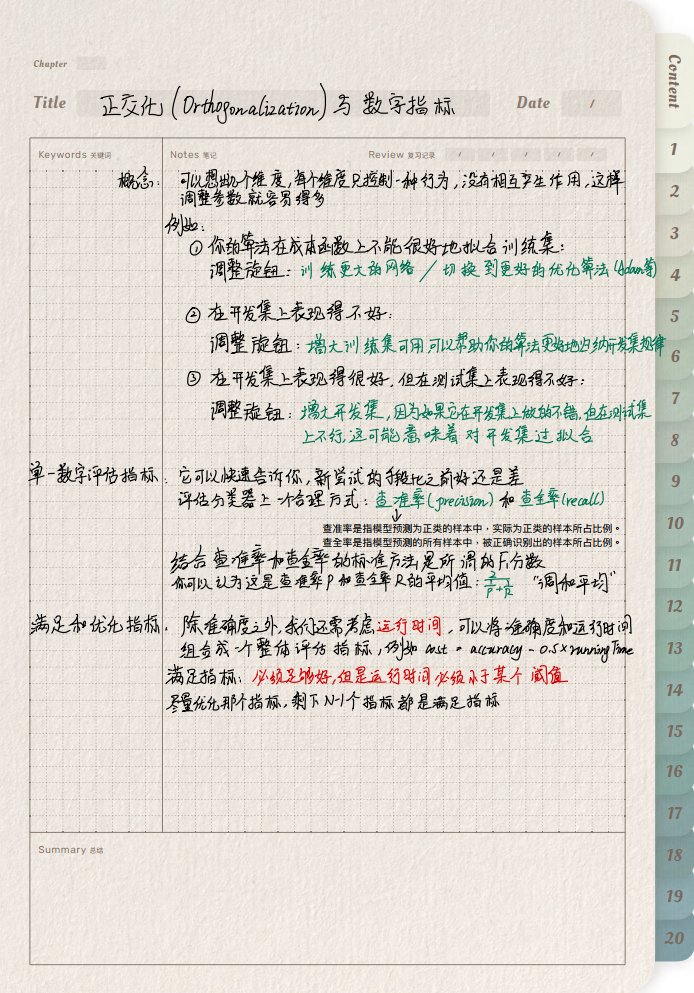 Chapter
Title 正交化 (Orthogonalization) 与 数字指标 Date /
Keywords 关键词 Notes 笔记 Review 复习记录 / / / / /
概念: 可以想出n个维度,每个维度只控制一种行为,没有相互产生作用,这样
调整参数就容易得多
例如:
① 你的算法在成本函数上不能很好地拟合训练集:
调整旋钮: 训练更大的网络 / 切换到更好的优化算法 (Adam等)
② 在开发集上表现得不好:
调整旋钮: 增大训练集可用,可以帮助你的算法更好地归纳开发集规律
③ 在开发集上表现得很好,但在测试集上表现得不好:
调整旋钮: 增大开发集,因为如果它在开发集上做的不错,但在测试集
上不行,这可能意味着对开发集过拟合
单一数字评估指标: 它可以快速告诉你,新尝试的手段比之前好还是差
评估分类器上一个合理方式: 查准率(precision) 和 查全率(recall)
查准率是指模型预测为正类的样本中,实际为正类的样本所占比例。
查全率是指模型预测的所有样本中,被正确识别出的样本所占比例。
结合查准率和查全率的标准方法是所谓的F₁分数
你可以认为这是查准率P和查全率R的平均值: 2/(1/P+1/R) "调和平均"
满足和优化指标: 除准确度之外,我们还需考虑运行时间,可以将准确度和运行时间
组合成一个整体评估指标,例如 cost = accuracy - 0.5×runningTime
满足指标: 必须足够好,但是运行时间必须小于某个阈值
尽量优化那个指标,剩下N-1个指标都是满足指标
Summary 总结
Content
1
2
3
4
5
6
7
8
9
10
11
12
13
14
15
16
17
18
19
20